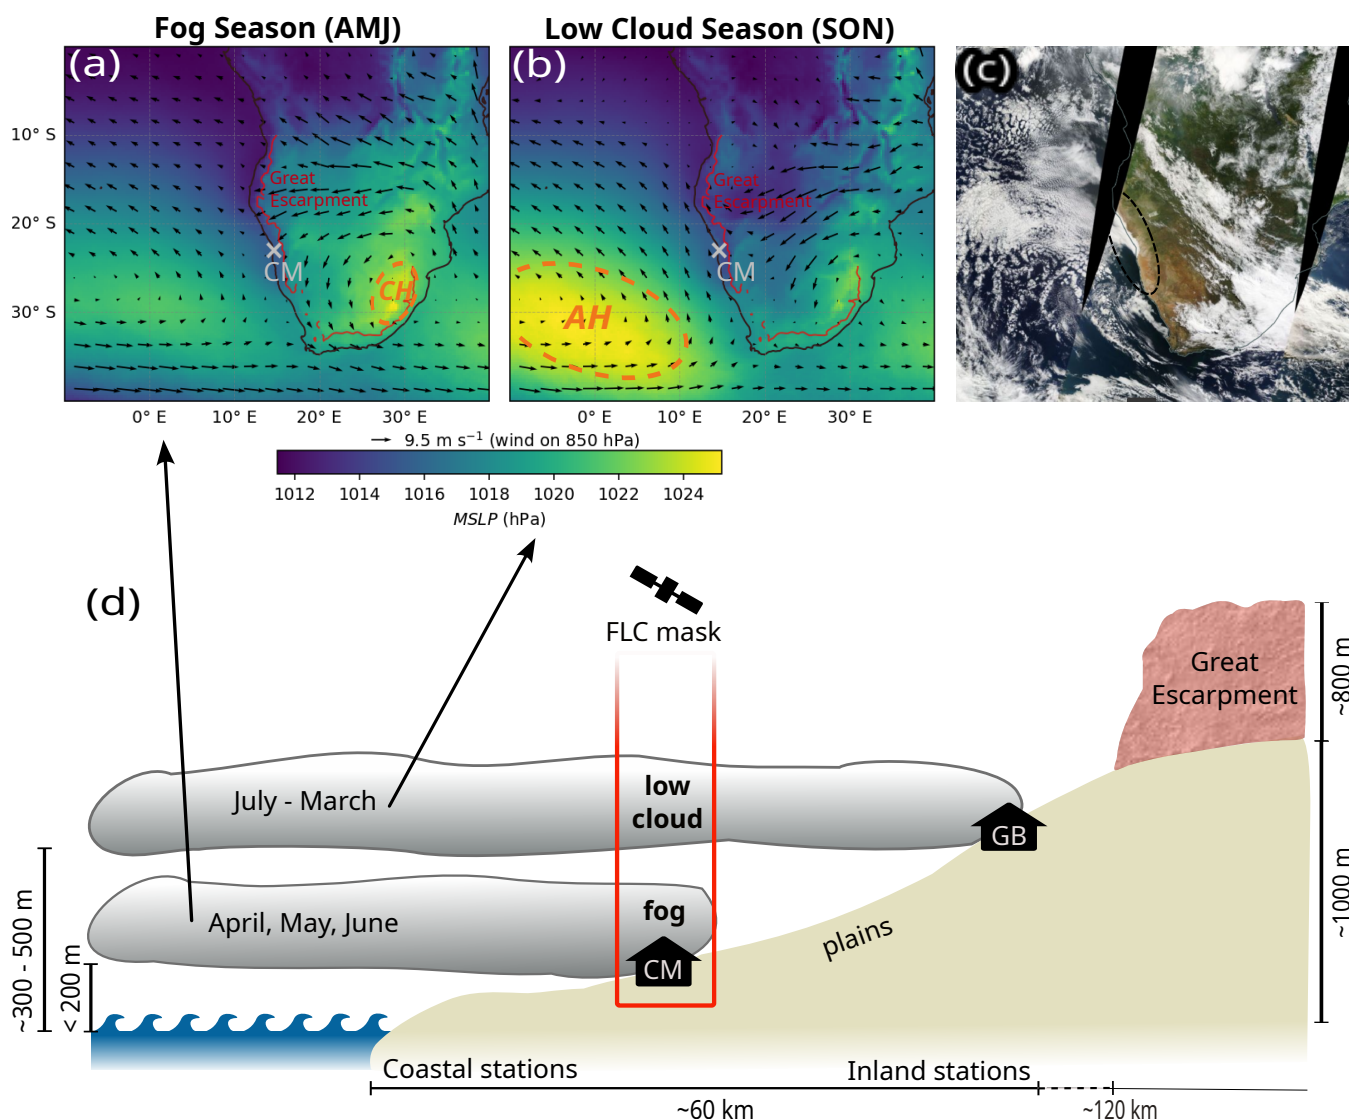 Fog Season (AMJ)
Low Cloud Season (SON)
(a)
(b)
(c)
10° S
20° S
30° S
Great
Escarpment
CM
CH
Great
Escarpment
CM
AH
0° E
10° E
20° E
30° E
0° E
10° E
20° E
30° E
9.5 m s⁻¹ (wind on 850 hPa)
1012
1014
1016
1018
1020
1022
1024
MSLP (hPa)
(d)
FLC mask
Great
Escarpment
~800 m
July - March
low
cloud
GB
~1000 m
~300 - 500 m
April, May, June
fog
CM
plains
< 200 m
Coastal stations
Inland stations
~60 km
~120 km